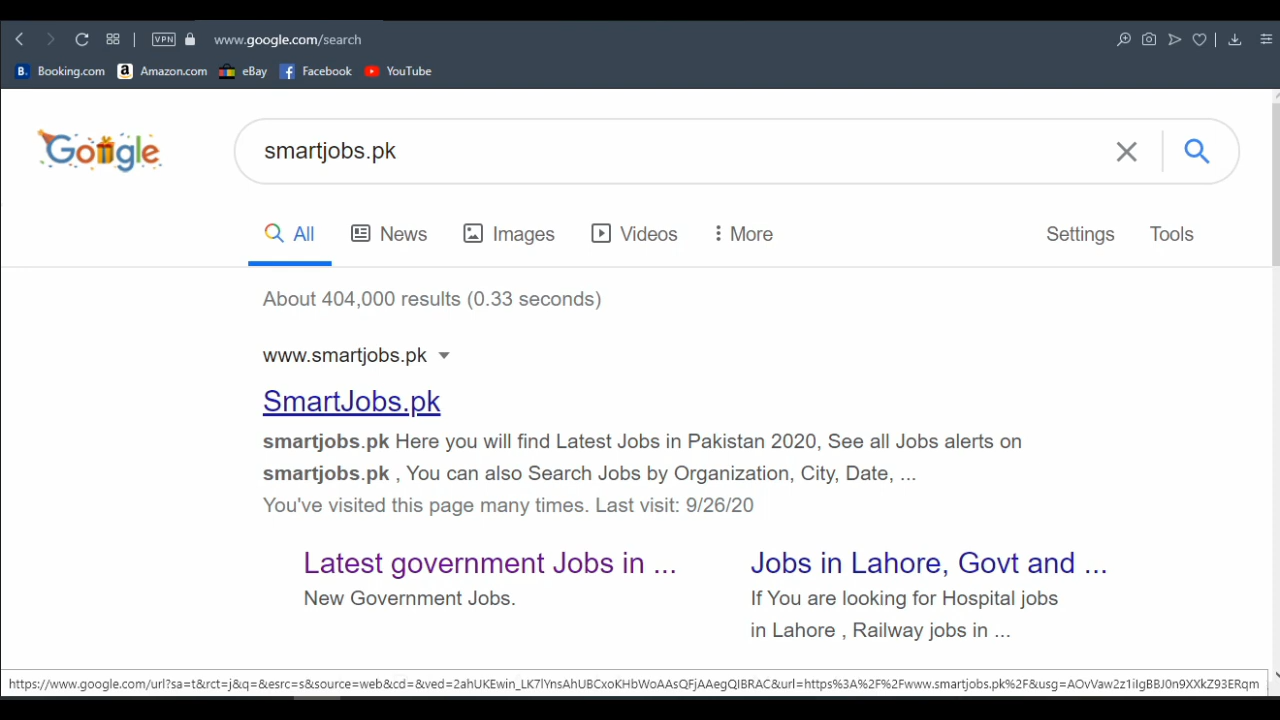 VPN www.google.com/search
B. Booking.com a Amazon.com eBay Facebook YouTube
Google smartjobs.pk
All News Images Videos More Settings Tools
About 404,000 results (0.33 seconds)
www.smartjobs.pk
SmartJobs.pk
smartjobs.pk Here you will find Latest Jobs in Pakistan 2020, See all Jobs alerts on
smartjobs.pk , You can also Search Jobs by Organization, City, Date, ...
You've visited this page many times. Last visit: 9/26/20
Latest government Jobs in ... Jobs in Lahore, Govt and ...
New Government Jobs. If You are looking for Hospital jobs
in Lahore , Railway jobs in ...
https://www.google.com/url?sa=t&rct=j&q=&esrc=s&source=web&cd=&ved=2ahUKEwin_LK7lYnsAhUBCxoKHbWoAAsQFjAAegQIBRAC&url=https%3A%2F%2Fwww.smartjobs.pk%2F&usg=AOvVaw2z1iIgBBJ0n9XXkZ93ERqm